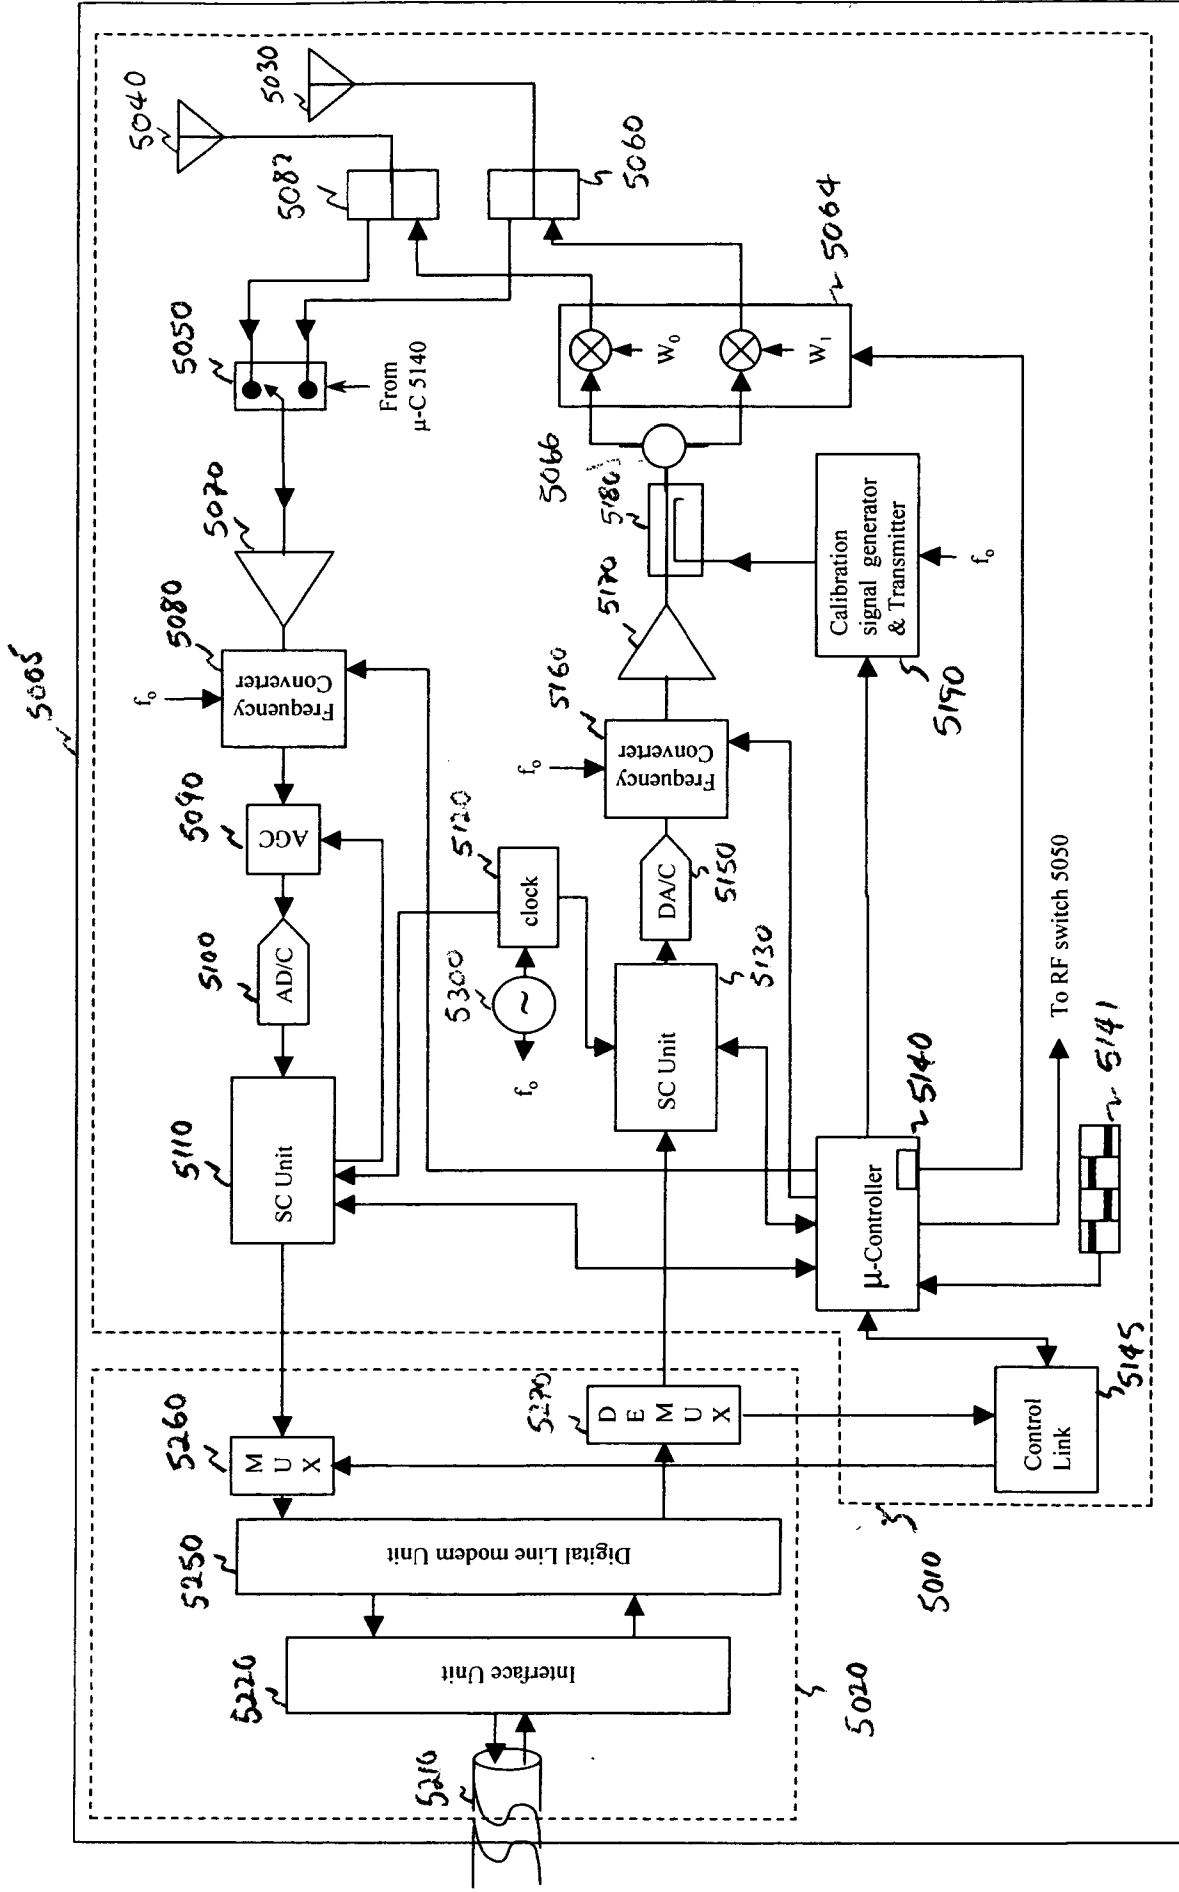 5005
5040
5030
5082
5060
5050
From
μ-C 5140
5070
5080
Frequency
Converter
f₀
5090
AGC
5100
AD/C
5110
SC Unit
5260
M
U
X
5250
Digital Line modem Unit
5220
Interface Unit
5210
5020
5270
D
E
M
U
X
5120
clock
5300
~
f₀
5130
SC Unit
5150
DA/C
5160
Frequency
Converter
f₀
5170
5180
5066
5064
W₀
W₁
5190
Calibration
signal generator
& Transmitter
f₀
5140
μ-Controller
To RF switch 5050
5141
5145
Control
Link
5010